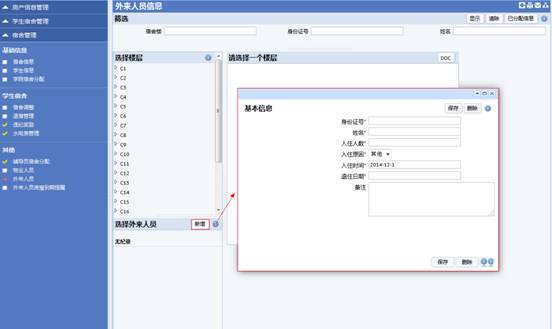 房产信息管理
学生宿舍管理
宿舍管理
基础信息
宿舍信息
学生信息
学院宿舍分配
学生宿舍
宿舍调整
退宿管理
违纪奖励
水电费管理
其他
辅导员宿舍分配
物业人员
外来人员
外来人员房屋到期提醒
外来人员信息
筛选
显示 清除 已分配信息
宿舍楼 身份证号 姓名
选择楼层
C1
C2
C3
C4
C5
C6
C7
C8
C9
C10
C11
C12
C13
C14
C15
C16
选择外来人员 新增
无纪录
请选择一个楼层 DOC
基本信息 保存 删除
身份证号*
姓名*
入住人数*
入住原因* 其他
入住时间* 2014-12-1
退住日期*
备注
保存 删除